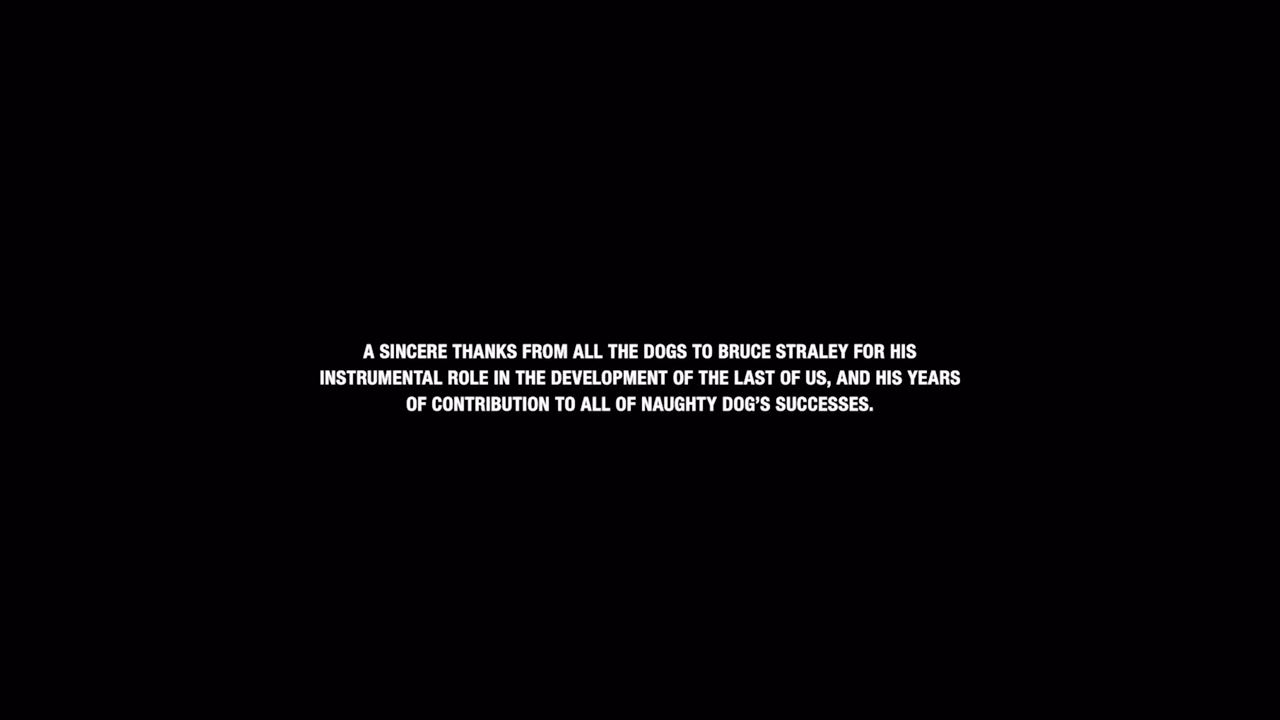 A SINCERE THANKS FROM ALL THE DOGS TO BRUCE STRALEY FOR HIS
INSTRUMENTAL ROLE IN THE DEVELOPMENT OF THE LAST OF US, AND HIS YEARS
OF CONTRIBUTION TO ALL OF NAUGHTY DOG’S SUCCESSES.